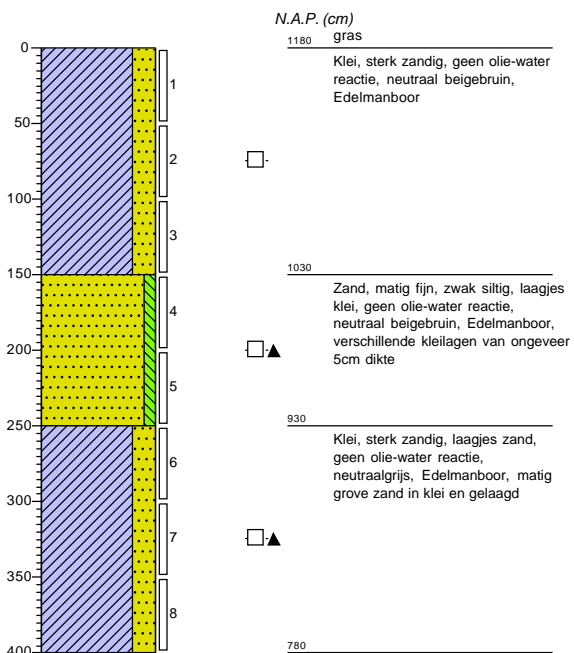 N.A.P. (cm)
1180 gras
0
Klei, sterk zandig, geen olie-water
reactie, neutraal beigebruin,
Edelmanboor
1
50
2
100
3
150
1030
Zand, matig fijn, zwak siltig, laagjes
klei, geen olie-water reactie,
neutraal beigebruin, Edelmanboor,
verschillende kleilagen van ongeveer
5cm dikte
4
200
5
250
930
Klei, sterk zandig, laagjes zand,
geen olie-water reactie,
neutraalgrijs, Edelmanboor, matig
grove zand in klei en gelaagd
6
300
7
350
8
400
780